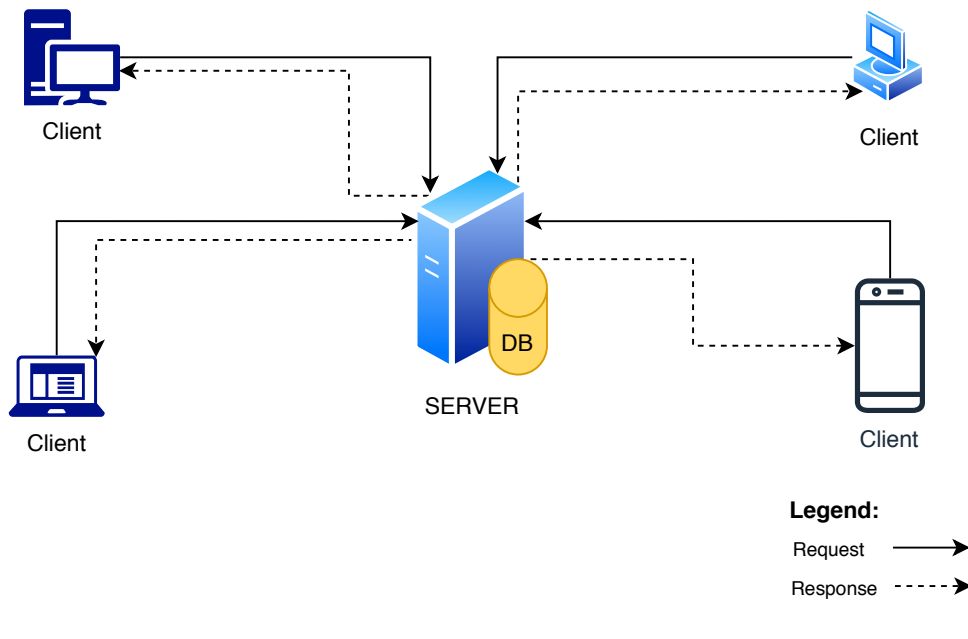 Client
Client
DB
SERVER
Client
Client
Legend:
Request
Response